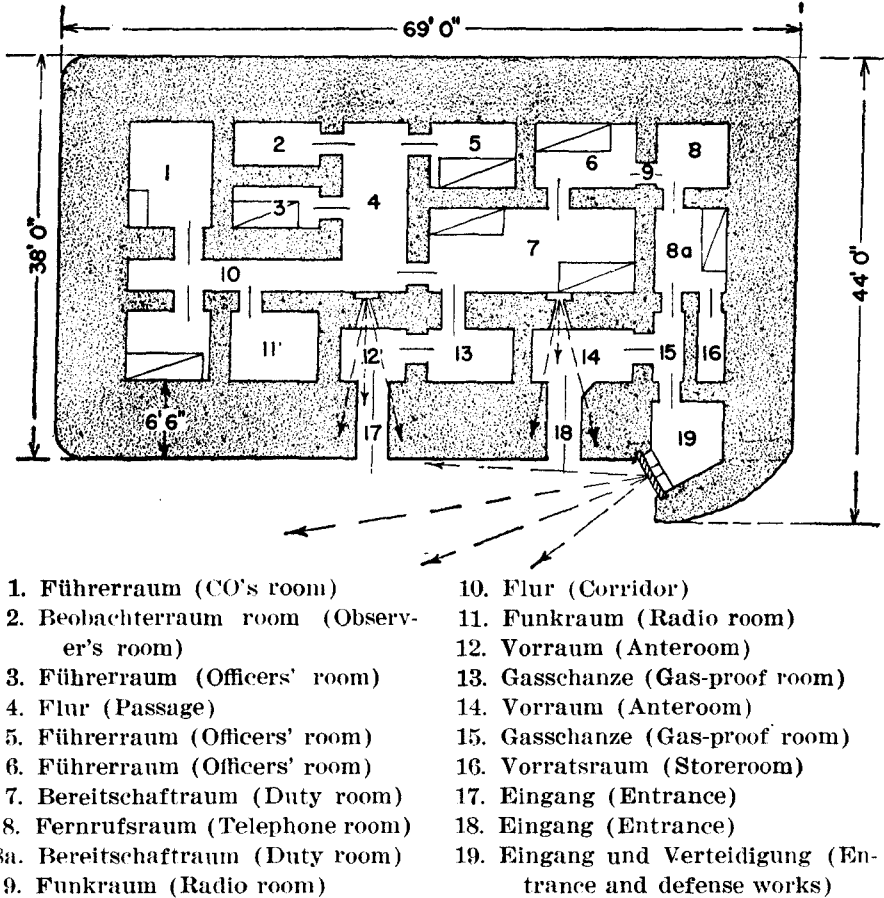 69' 0"
38' 0"
44' 0"
6' 6"
1
2
3
4
5
6
7
8
8a
9
10
11
12
13
14
15
16
17
18
19
1. Führerraum (CO's room)
2. Beobachterraum room (Observ-
er's room)
3. Führerraum (Officers' room)
4. Flur (Passage)
5. Führerraum (Officers' room)
6. Führerraum (Officers' room)
7. Bereitschaftraum (Duty room)
8. Fernrufsraum (Telephone room)
8a. Bereitschaftraum (Duty room)
9. Funkraum (Radio room)
10. Flur (Corridor)
11. Funkraum (Radio room)
12. Vorraum (Anteroom)
13. Gasschanze (Gas-proof room)
14. Vorraum (Anteroom)
15. Gasschanze (Gas-proof room)
16. Vorratsraum (Storeroom)
17. Eingang (Entrance)
18. Eingang (Entrance)
19. Eingang und Verteidigung (En-
trance and defense works)